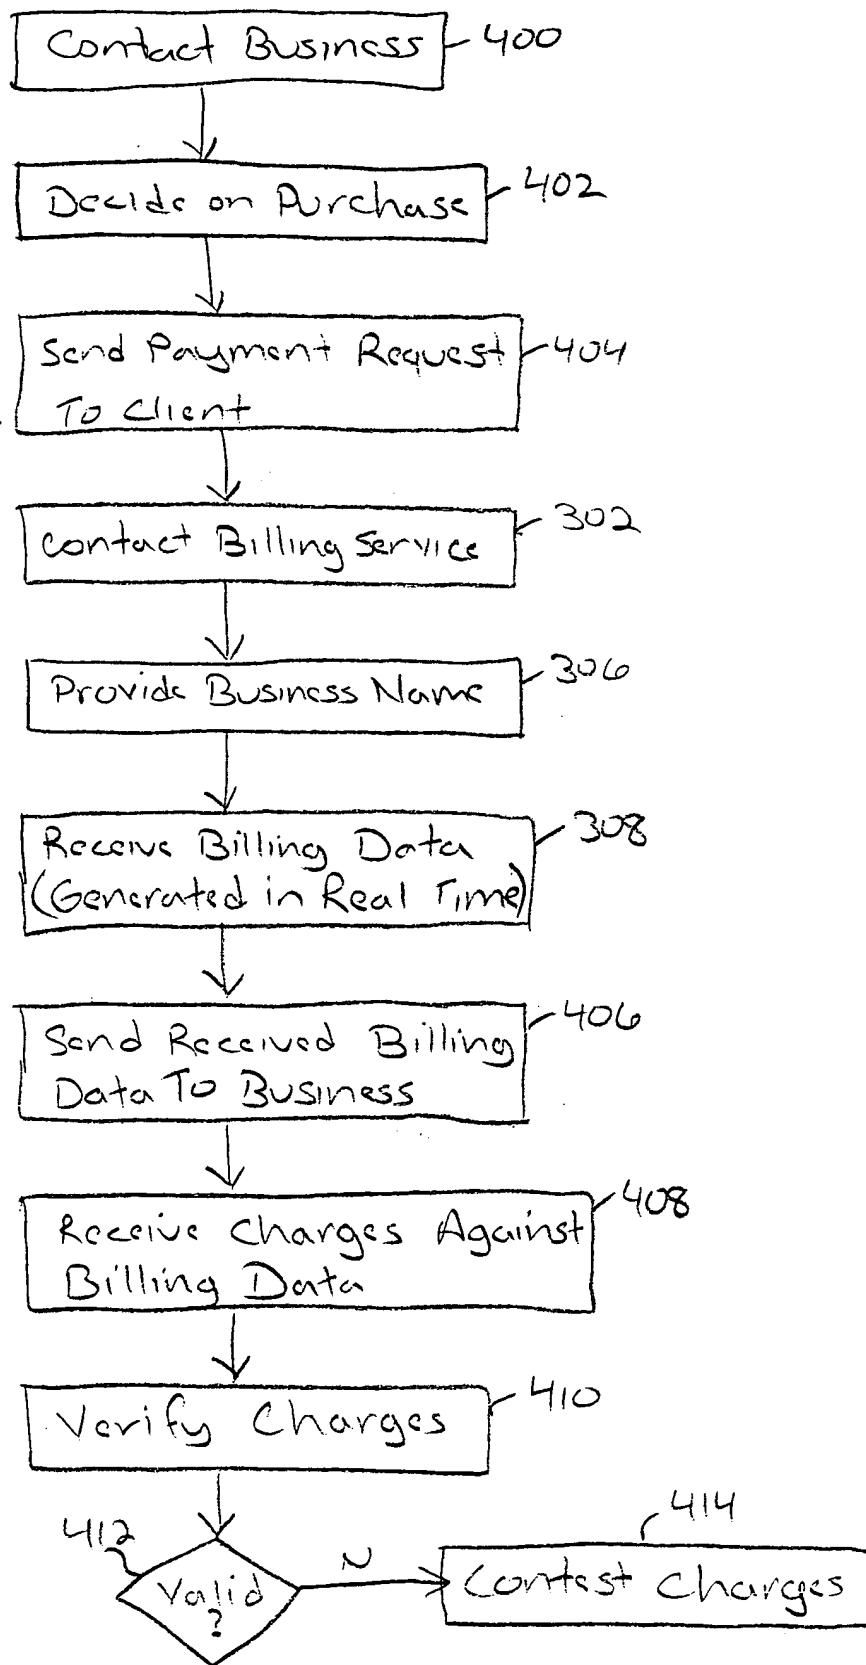 Contact Business
400
Decide on Purchase
402
Send Payment Request
To Client
404
Contact Billing Service
302
Provide Business Name
306
Receive Billing Data
(Generated in Real Time)
308
Send Received Billing
Data To Business
406
Receive Charges Against
Billing Data
408
Verify Charges
410
412
Valid
?
N
414
Contest Charges